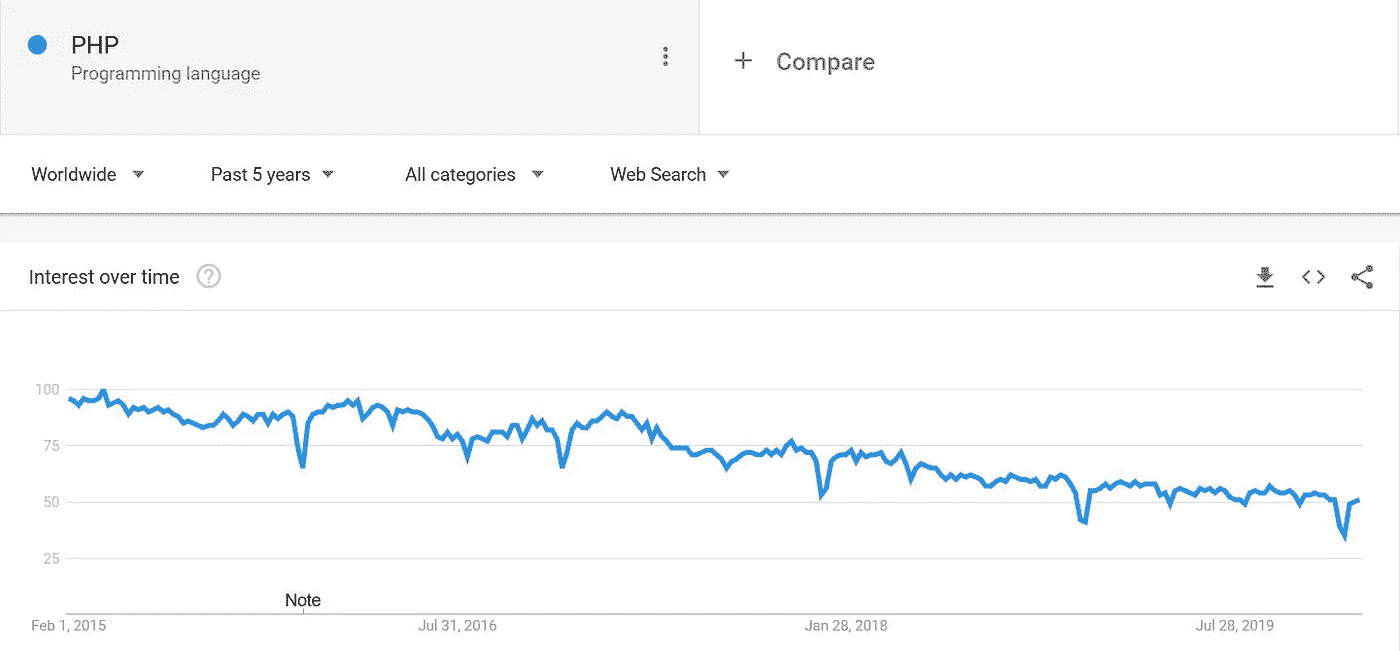 PHP
Programming language
+ Compare
Worldwide
Past 5 years
All categories
Web Search
Interest over time ?
100
75
50
25
Note
Feb 1, 2015
Jul 31, 2016
Jan 28, 2018
Jul 28, 2019